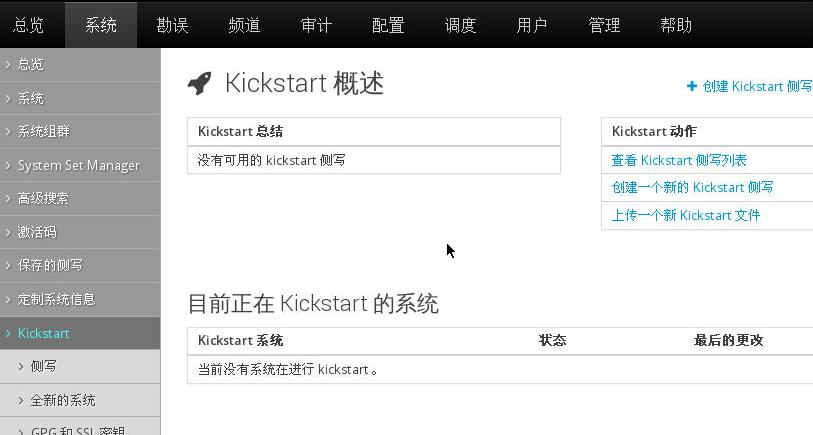 总览 系统 勘误 频道 审计 配置 调度 用户 管理 帮助
总览
系统
系统组群
System Set Manager
高级搜索
激活码
保存的侧写
定制系统信息
Kickstart
侧写
全新的系统
GPG 和 SSL 密钥
Kickstart 概述
创建 Kickstart 侧写
Kickstart 总结
没有可用的 kickstart 侧写
Kickstart 动作
查看 Kickstart 侧写列表
创建一个新的 Kickstart 侧写
上传一个新 Kickstart 文件
目前正在 Kickstart 的系统
Kickstart 系统 状态 最后的更改
当前没有系统在进行 kickstart 。